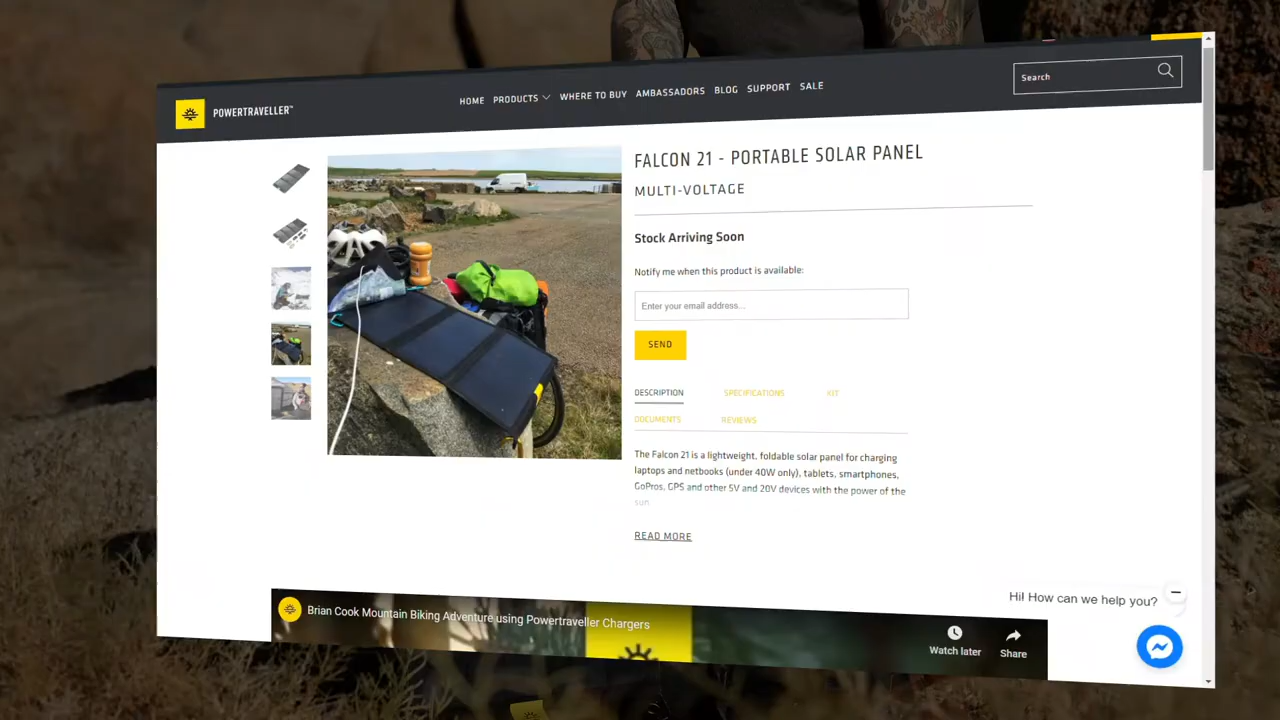 POWERTRAVELLER™
HOME PRODUCTS WHERE TO BUY AMBASSADORS BLOG SUPPORT SALE
Search
FALCON 21 - PORTABLE SOLAR PANEL
MULTI-VOLTAGE
Stock Arriving Soon
Notify me when this product is available:
Enter your email address...
SEND
DESCRIPTION SPECIFICATIONS KIT
DOCUMENTS REVIEWS
The Falcon 21 is a lightweight, foldable solar panel for charging
laptops and netbooks (under 40W only), tablets, smartphones,
GoPros, GPS and other 5V and 20V devices with the power of the
sun.
READ MORE
Brian Cook Mountain Biking Adventure using Powertraveller Chargers
Watch later
Share
Hi! How can we help you?